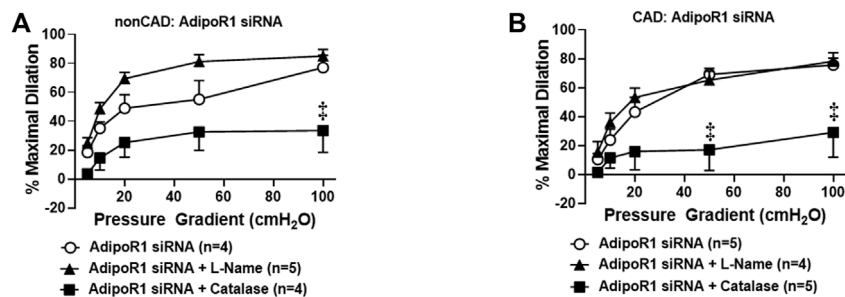 A
nonCAD: AdipoR1 siRNA
% Maximal Dilation
100
80
60
40
20
0
-20
‡
20 40 60 80 100
Pressure Gradient (cmH₂O)
AdipoR1 siRNA (n=4)
AdipoR1 siRNA + L-Name (n=5)
AdipoR1 siRNA + Catalase (n=4)
B
CAD: AdipoR1 siRNA
% Maximal Dilation
100
80
60
40
20
0
-20
‡ ‡
20 40 60 80 100
Pressure Gradient (cmH₂O)
AdipoR1 siRNA (n=5)
AdipoR1 siRNA + L-Name (n=4)
AdipoR1 siRNA + Catalase (n=5)